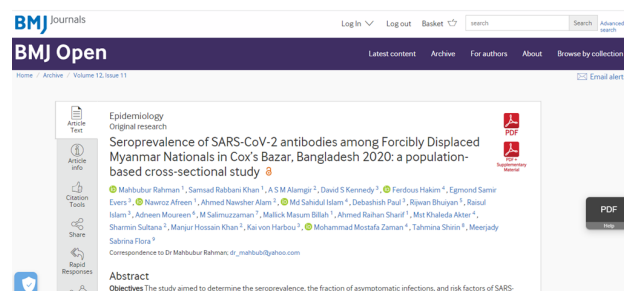 BMJ Journals
Log In Log out Basket search Search Advanced search
BMJ Open
Latest content Archive For authors About Browse by collection
Home / Archive / Volume 12, Issue 11
Email alert
Article Text
Article info
Citation Tools
Share
Rapid Responses
Epidemiology
Original research
Seroprevalence of SARS-CoV-2 antibodies among Forcibly Displaced
Myanmar Nationals in Cox's Bazar, Bangladesh 2020: a population-
based cross-sectional study
PDF
PDF +
Supplementary
Material
Mahbubur Rahman 1, Samsad Rabbani Khan 1, A S M Alamgir 2, David S Kennedy 3, Ferdous Hakim 4, Egmond Samir
Evers 3, Nawroz Afreen 1, Ahmed Nawsher Alam 2, Md Sahidul Islam 4, Debashish Paul 3, Rijwan Bhuiyan 5, Raisul
Islam 3, Adneen Moureen 6, M Salimuzzaman 7, Mallick Masum Billah 1, Ahmed Raihan Sharif 1, Mst Khaleda Akter 4,
Sharmin Sultana 2, Manjur Hossain Khan 2, Kai von Harbou 3, Mohammad Mostafa Zaman 4, Tahmina Shirin 8, Meerjady
Sabrina Flora 8
Correspondence to Dr Mahbubur Rahman; dr_mahbub@yahoo.com
Abstract
Objectives The study aimed to determine the seroprevalence, the fraction of asymptomatic infections, and risk factors of SARS-
PDF
Help